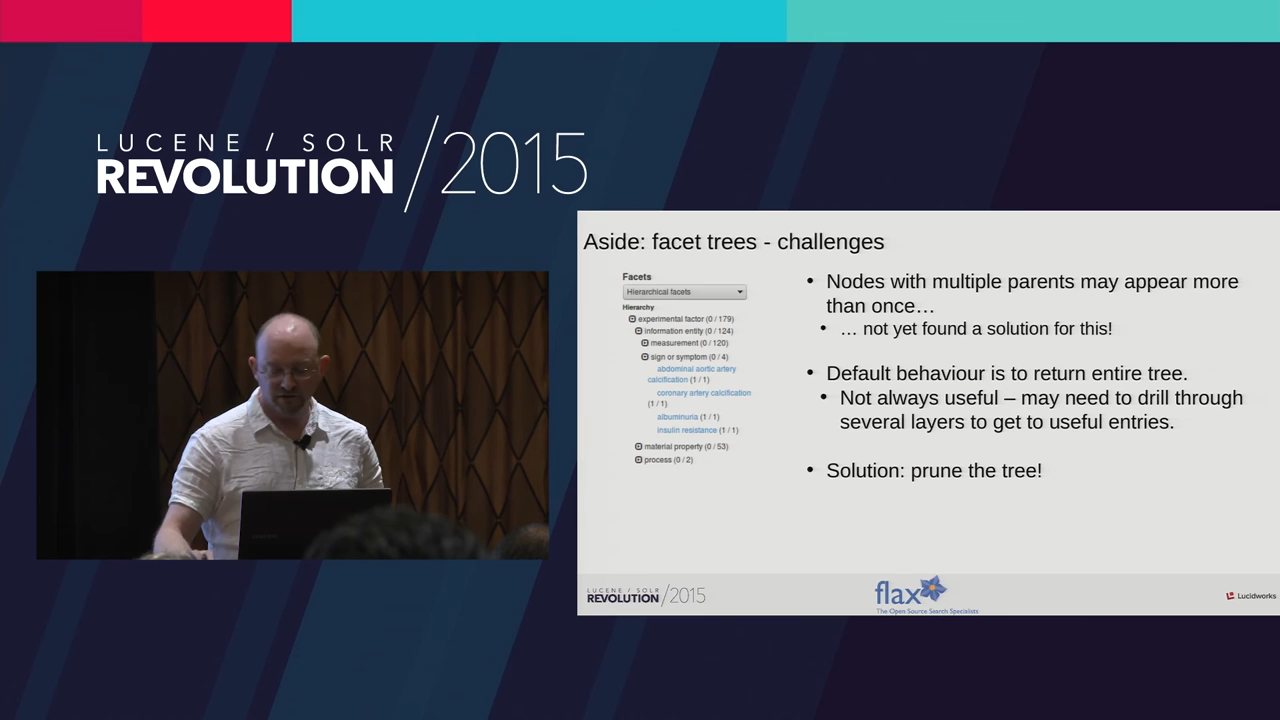 LUCENE / SOLR
REVOLUTION /2015
Aside: facet trees - challenges
Facets
Hierarchical facets
Hierarchy
experimental factor (0 / 179)
information entity (0 / 124)
measurement (0 / 120)
sign or symptom (0 / 4)
abdominal aortic artery
calcification (1 / 1)
coronary artery calcification
(1 / 1)
albuminuria (1 / 1)
insulin resistance (1 / 1)
material property (0 / 53)
process (0 / 2)
• Nodes with multiple parents may appear more
than once…
• … not yet found a solution for this!
• Default behaviour is to return entire tree.
• Not always useful – may need to drill through
several layers to get to useful entries.
• Solution: prune the tree!
LUCENE / SOLR
REVOLUTION /2015
flax
The Open Source Search Specialists
Lucidworks